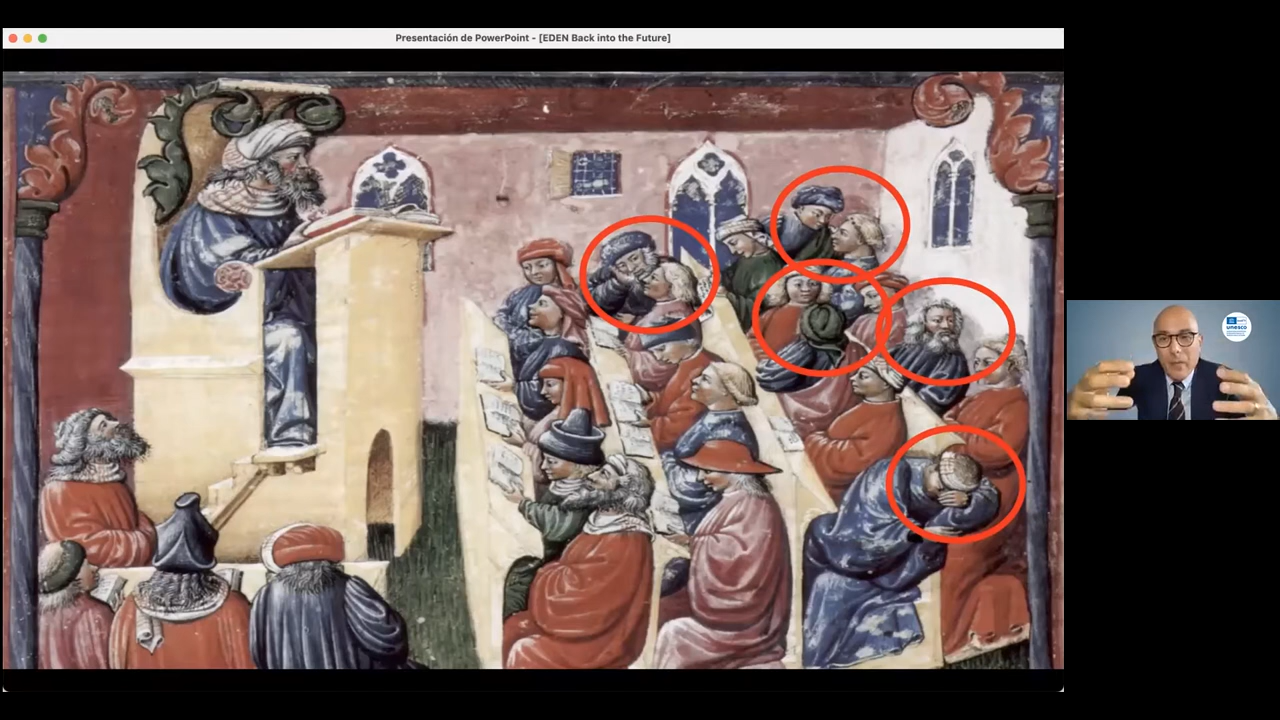 Presentación de PowerPoint - [EDEN Back into the Future]
unesco